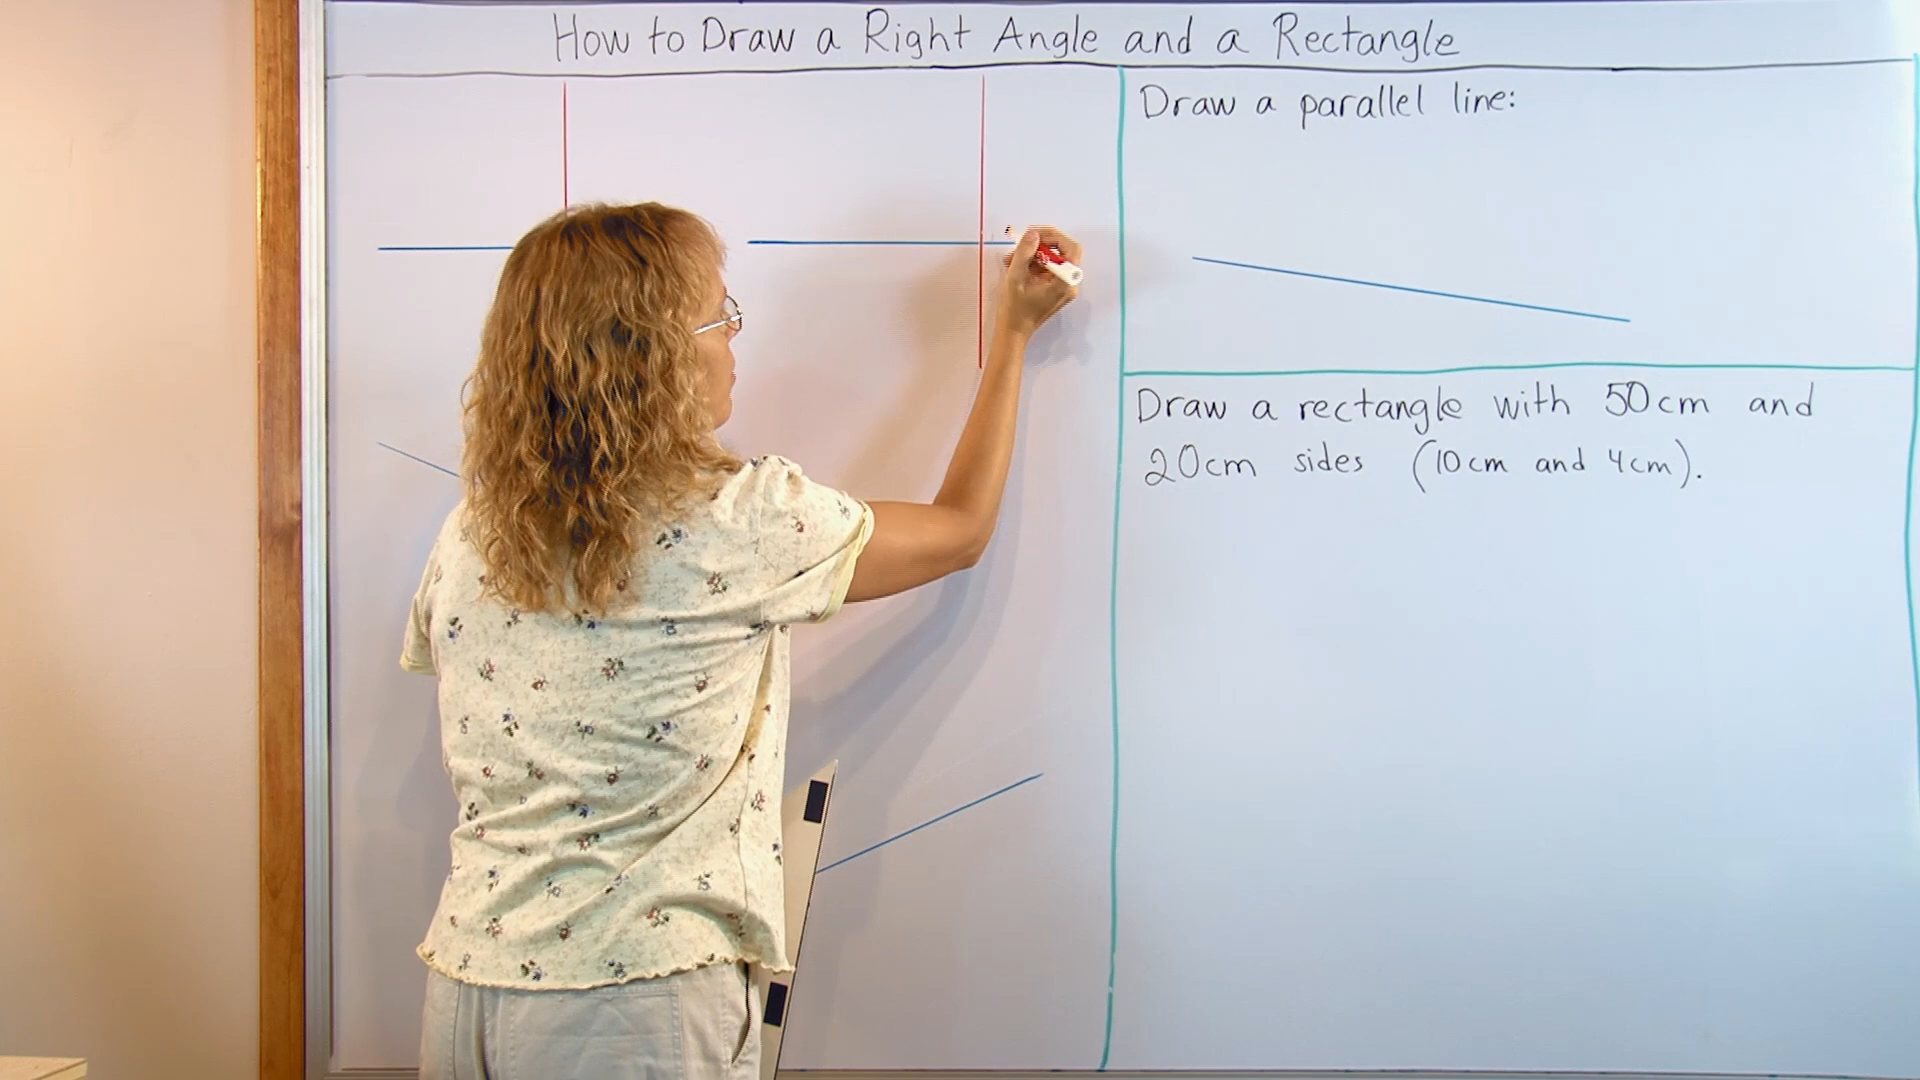 How to Draw a Right Angle and a Rectangle
Draw a parallel line:
Draw a rectangle with 50cm and
20cm sides (10cm and 4cm).